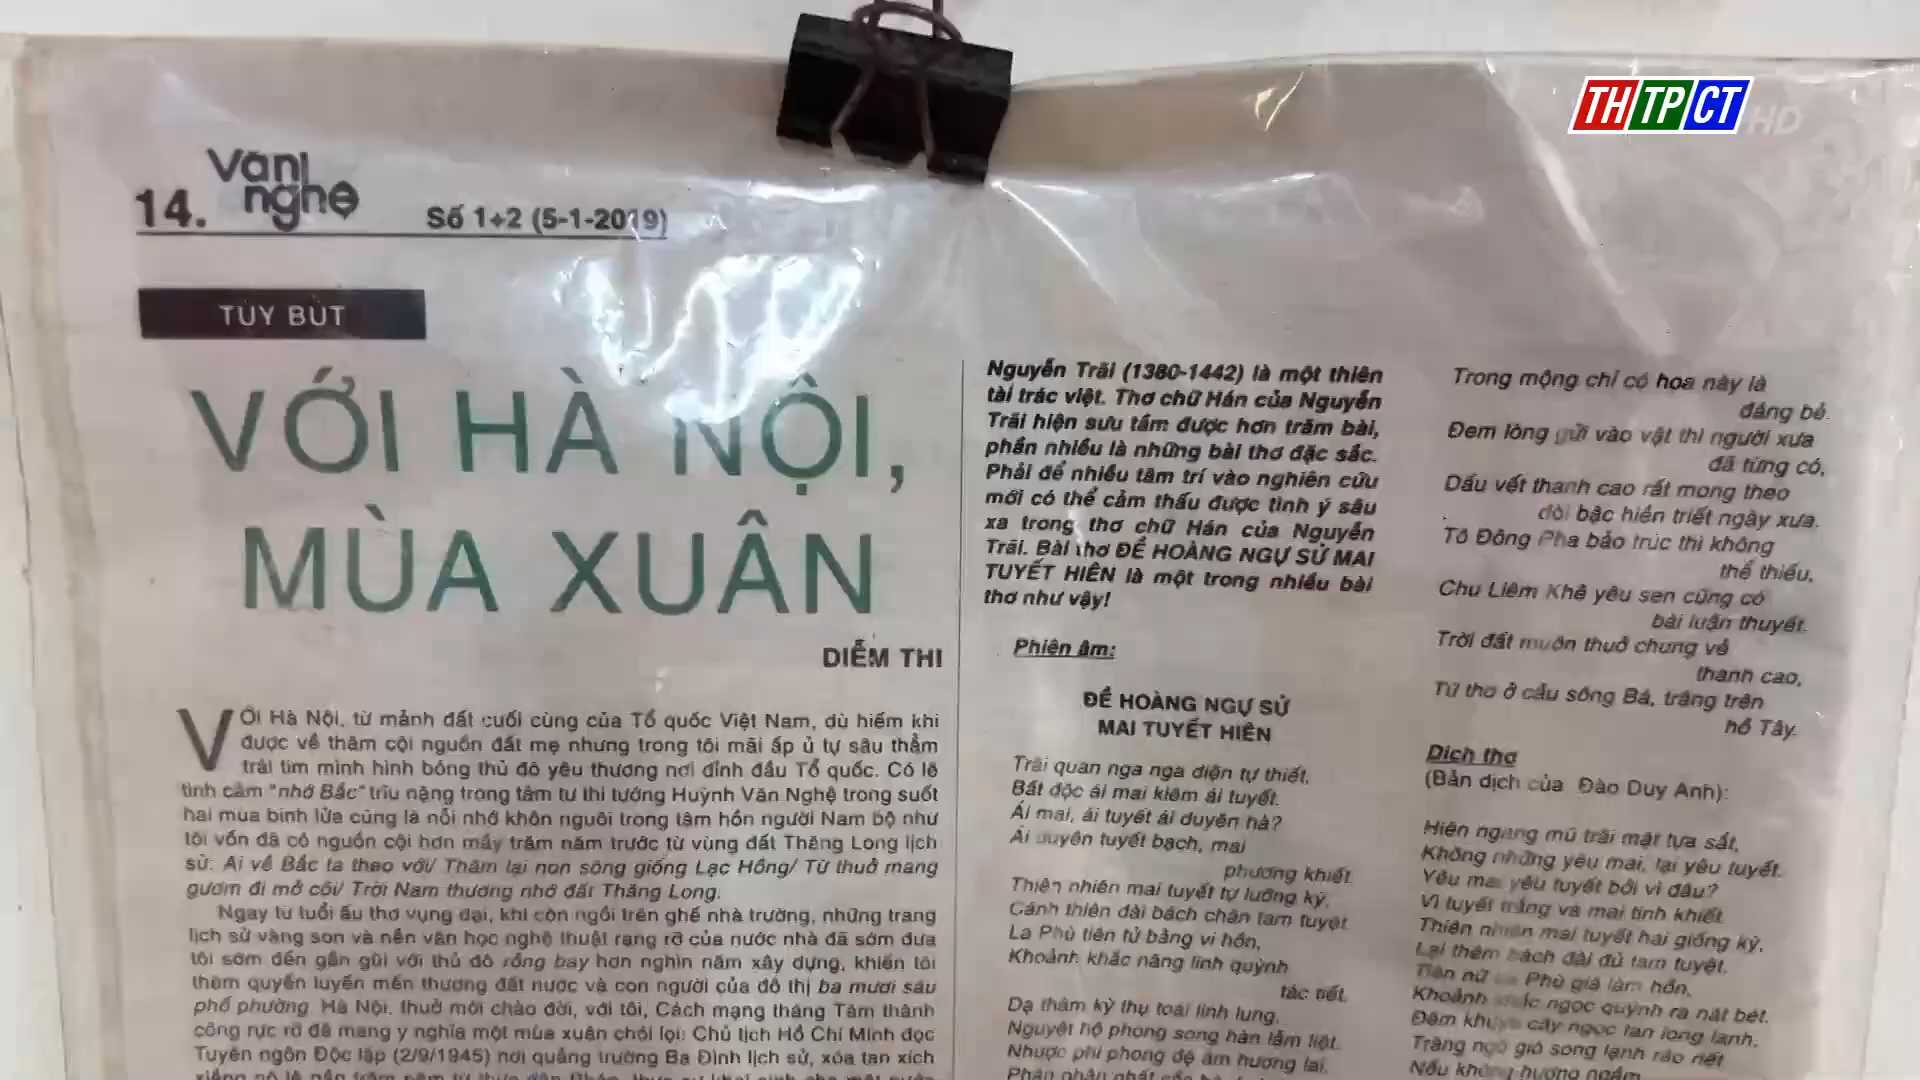 THTPCT HD
14. Văn nghệ Số 1+2 (5-1-2019)
TÙY BÚT
VỚI HÀ NỘI,
MÙA XUÂN
DIỄM THI
VỚI Hà Nội, từ mảnh đất cuối cùng của Tổ quốc Việt Nam, dù hiếm khi
được về thăm cội nguồn đất mẹ nhưng trong tôi mãi ấp ủ tự sâu thẳm
trái tim mình hình bóng thủ đô yêu thương nơi đỉnh đầu Tổ quốc. Có lẽ
tình cảm "nhớ Bắc" trĩu nặng trong tâm tư thi tướng Huỳnh Văn Nghệ trong suốt
hai mùa binh lửa cũng là nỗi nhớ khôn nguôi trong tâm hồn người Nam bộ như
tôi vốn đã có nguồn cội hơn mấy trăm năm trước từ vùng đất Thăng Long lịch
sử: Ai về Bắc ta theo với/ Thăm lại non sông giống Lạc Hồng/ Từ thuở mang
gươm đi mở cõi/ Trời Nam thương nhớ đất Thăng Long.
Ngay từ tuổi ấu thơ vụng dại, khi còn ngồi trên ghế nhà trường, những trang
lịch sử vàng son và nền văn học nghệ thuật rạng rỡ của nước nhà đã sớm đưa
tôi sớm đến gần gũi với thủ đô rồng bay hơn nghìn năm xây dựng, khiến tôi
thêm quyến luyến mến thương đất nước và con người của đô thị ba mươi sáu
phố phường. Hà Nội, thuở mới chào đời, với tôi, Cách mạng tháng Tám thành
công rực rỡ đã mang ý nghĩa một mùa xuân chói lọi: Chủ tịch Hồ Chí Minh đọc
Tuyên ngôn Độc lập (2/9/1945) nơi quảng trường Ba Đình lịch sử, xóa tan xích
Nguyễn Trãi (1380-1442) là một thiên
tài trác việt. Thơ chữ Hán của Nguyễn
Trãi hiện sưu tầm được hơn trăm bài,
phần nhiều là những bài thơ đặc sắc.
Phải để nhiều tâm trí vào nghiên cứu
mới có thể cảm thấu được tình ý sâu
xa trong thơ chữ Hán của Nguyễn
Trãi. Bài thơ ĐỀ HOÀNG NGỰ SỬ MAI
TUYẾT HIÊN là một trong nhiều bài
thơ như vậy!
Phiên âm:
ĐỀ HOÀNG NGỰ SỬ
MAI TUYẾT HIÊN
Trãi quan nga nga diện tự thiết,
Bất độc ái mai kiêm ái tuyết.
Ái mai, ái tuyết ái duyên hà?
Ái duyên tuyết bạch, mai
phương khiết.
Thiên nhiên mai tuyết tự lưỡng kỳ,
Cánh thiên đài bách chân tam tuyệt.
La Phù tiên tử băng vi hồn,
Khoảnh khắc năng linh quỳnh
tác tiết.
Dạ thâm kỳ thụ toái linh lung,
Nguyệt hộ phong song hàn lẫm liệt.
Nhược phi phong đệ ám hương lai,
Trong mộng chỉ có hoa này là
đáng bẻ.
Đem lòng gửi vào vật thì người xưa
đã từng có,
Dấu vết thanh cao rất mong theo
dõi bậc hiền triết ngày xưa.
Tô Đông Pha bảo trúc thì không
thể thiếu,
Chu Liêm Khê yêu sen cũng có
bài luận thuyết.
Trời đất muôn thuở chung vẻ
thanh cao,
Tứ thơ ở cầu sông Bá, trăng trên
hồ Tây.
Dịch thơ
(Bản dịch của Đào Duy Anh):
Hiên ngang mũ trãi mặt tựa sắt,
Không những yêu mai, lại yêu tuyết.
Yêu mai yêu tuyết bởi vì đâu?
Vì tuyết trắng và mai tinh khiết.
Thiên nhiên mai tuyết hai giống kỳ,
Lại thêm bách đài đủ tam tuyệt.
Tiên nữ La Phù giá làm hồn,
Khoảnh khắc ngọc quỳnh ra nát bét.
Đêm khuya cây ngọc tan long lanh,
Trăng ngõ gió song lạnh ráo riết.
Nếu không hương ngầm